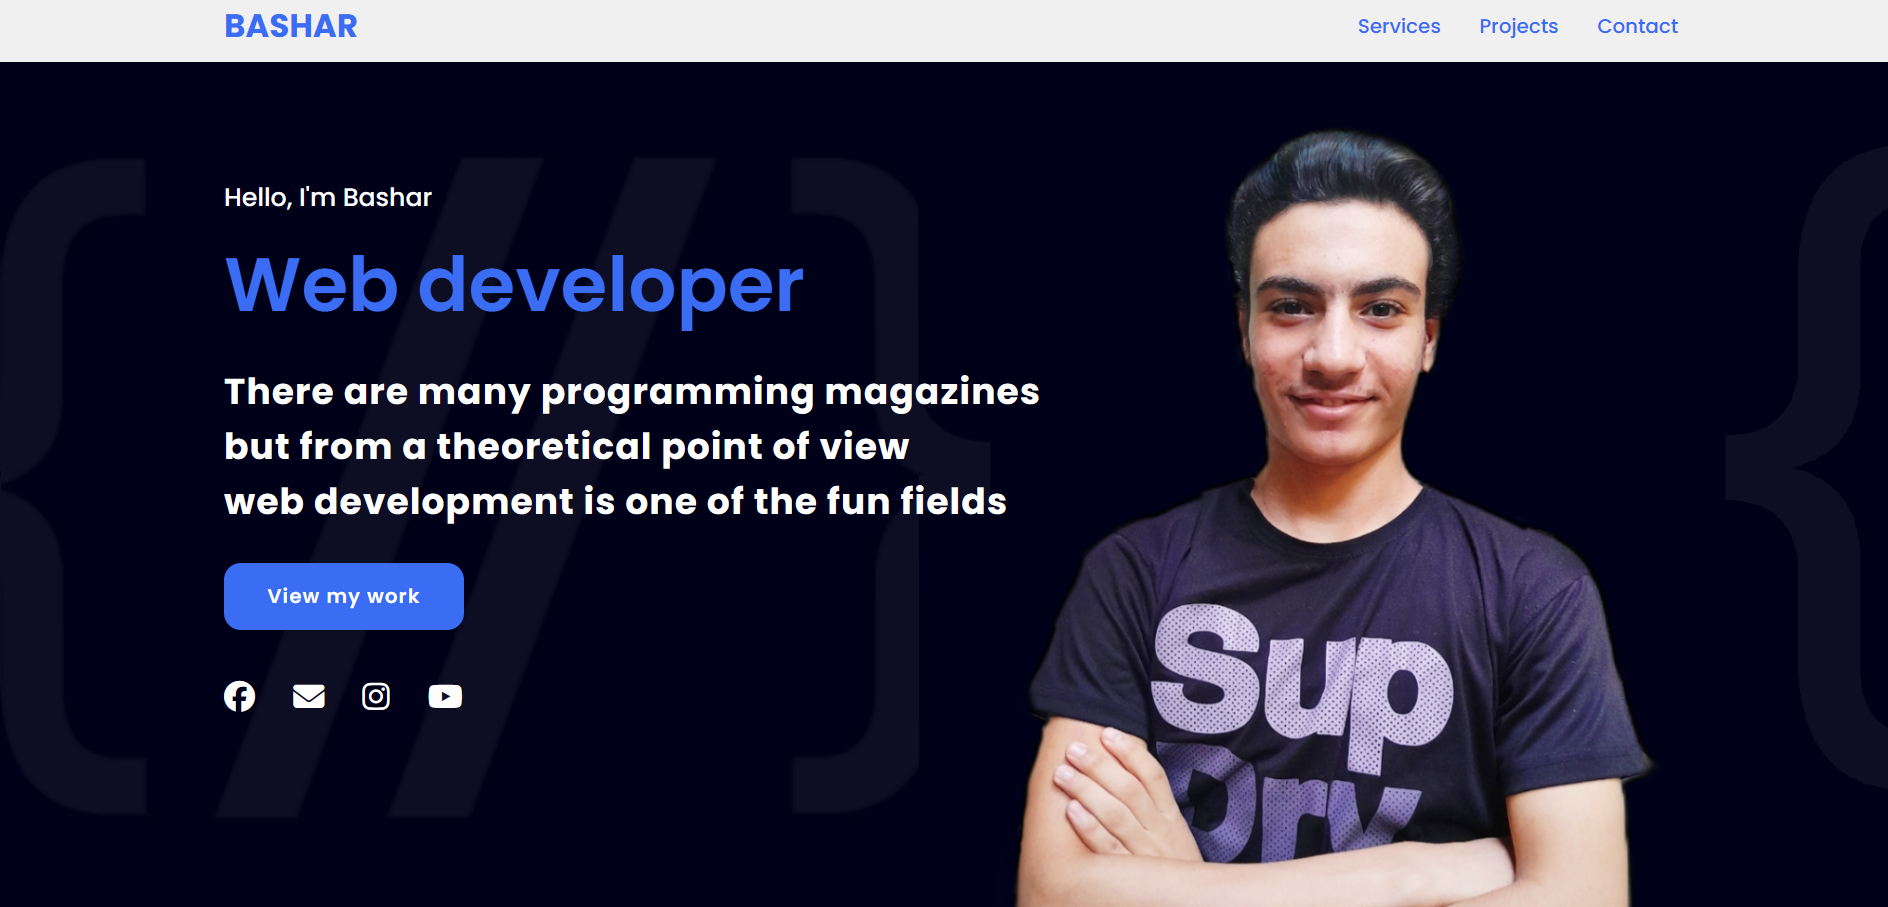 BASHAR
Services Projects Contact
Hello, I'm Bashar
Web developer
There are many programming magazines
but from a theoretical point of view
web development is one of the fun fields
View my work
{//}
{
Sup
Dry